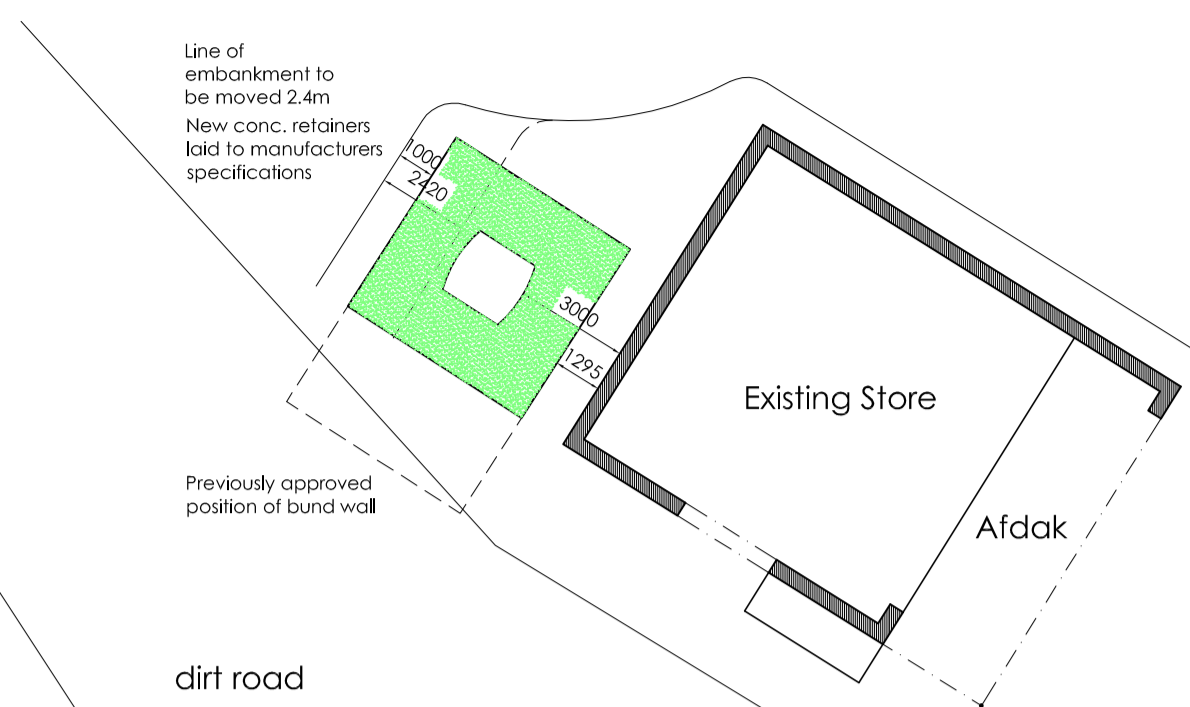 Line of
embankment to
be moved 2.4m
New conc. retainers
laid to manufacturers
specifications
1000
2420
3000
1295
Existing Store
Previously approved
position of bund wall
Afdak
dirt road